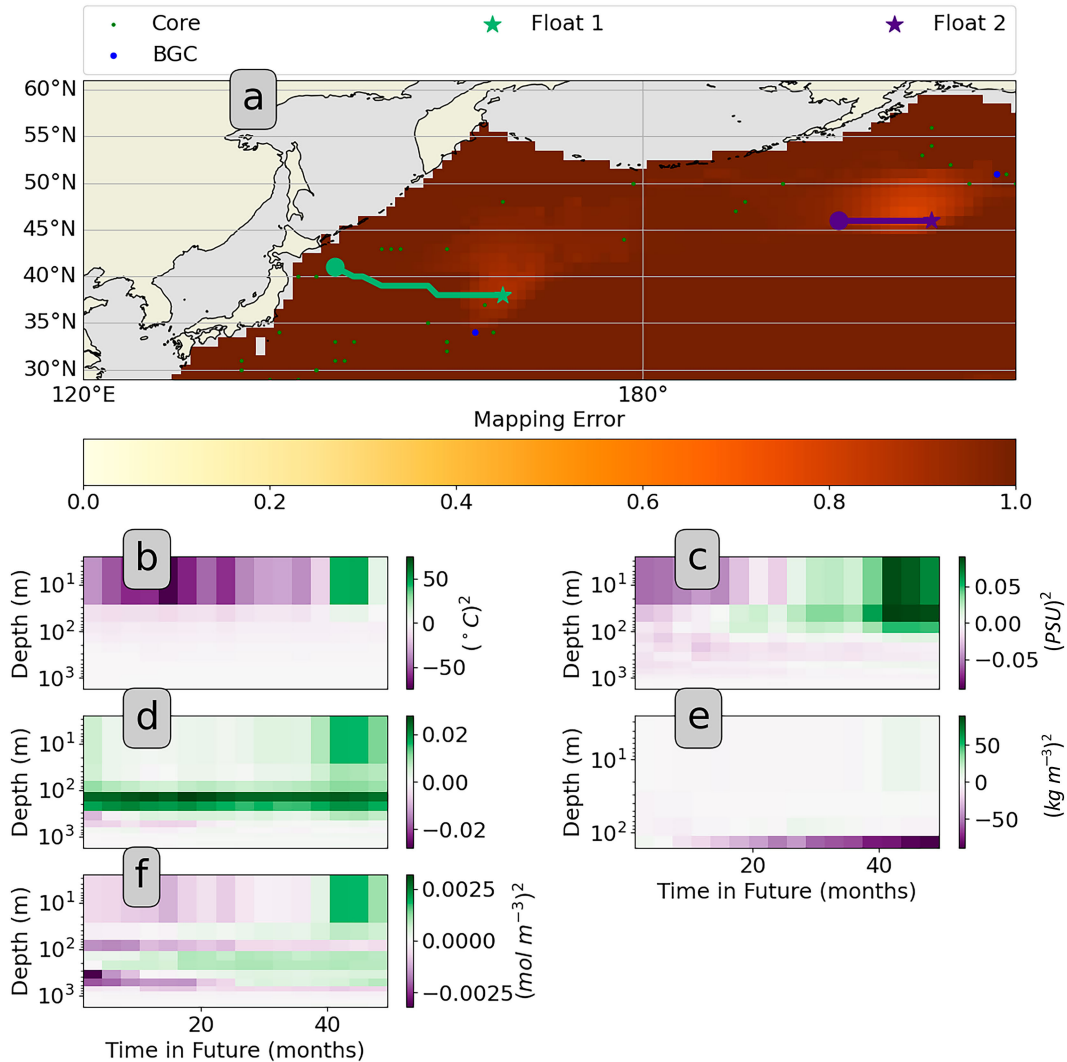 Core Float 1 Float 2
BGC
a
60°N
55°N
50°N
45°N
40°N
35°N
30°N
120°E 180°
Mapping Error
0.0 0.2 0.4 0.6 0.8 1.0
b
Depth (m)
10¹
10²
10³
50
0
−50
(°C)²
c
Depth (m)
10¹
10²
10³
0.05
0.00
−0.05
(PSU)²
d
Depth (m)
10¹
10²
10³
0.02
0.00
−0.02
e
Depth (m)
10¹
10²
20 40
Time in Future (months)
50
0
−50
(kg m⁻³)²
f
Depth (m)
10¹
10²
10³
20 40
Time in Future (months)
0.0025
0.0000
−0.0025
(mol m⁻³)²